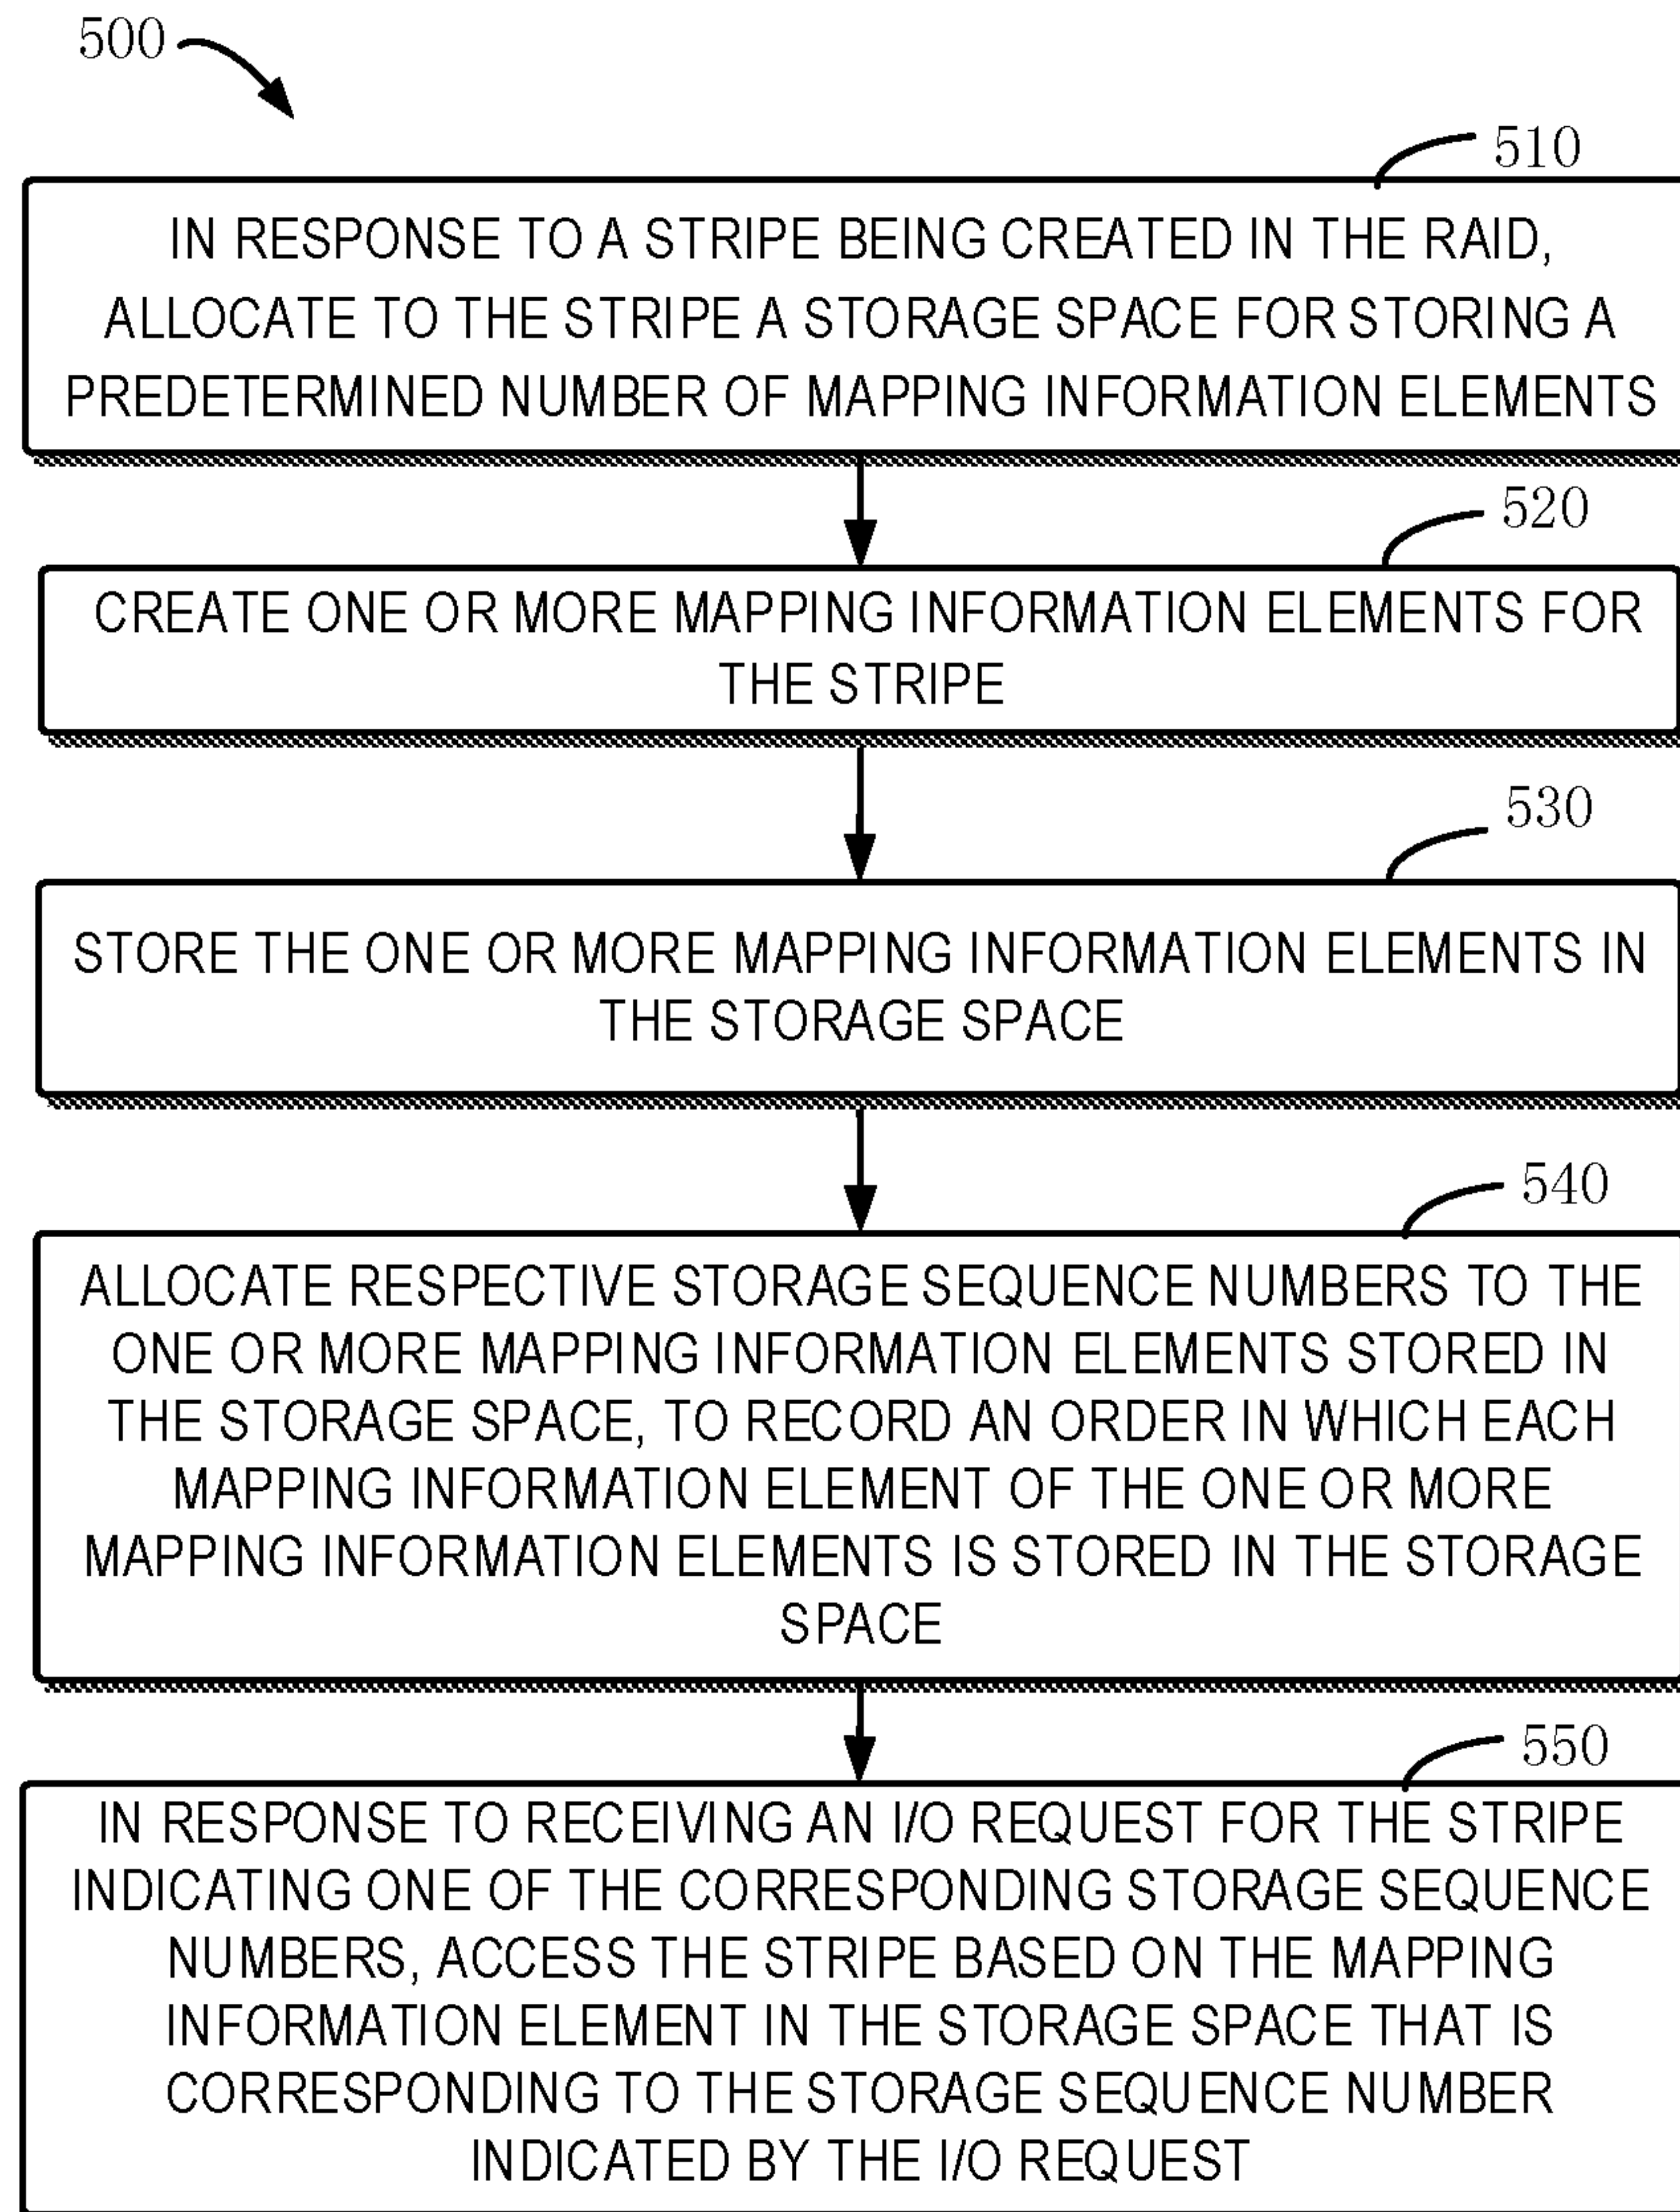 500
510
IN RESPONSE TO A STRIPE BEING CREATED IN THE RAID,
ALLOCATE TO THE STRIPE A STORAGE SPACE FOR STORING A
PREDETERMINED NUMBER OF MAPPING INFORMATION ELEMENTS
520
CREATE ONE OR MORE MAPPING INFORMATION ELEMENTS FOR
THE STRIPE
530
STORE THE ONE OR MORE MAPPING INFORMATION ELEMENTS IN
THE STORAGE SPACE
540
ALLOCATE RESPECTIVE STORAGE SEQUENCE NUMBERS TO THE
ONE OR MORE MAPPING INFORMATION ELEMENTS STORED IN
THE STORAGE SPACE, TO RECORD AN ORDER IN WHICH EACH
MAPPING INFORMATION ELEMENT OF THE ONE OR MORE
MAPPING INFORMATION ELEMENTS IS STORED IN THE STORAGE
SPACE
550
IN RESPONSE TO RECEIVING AN I/O REQUEST FOR THE STRIPE
INDICATING ONE OF THE CORRESPONDING STORAGE SEQUENCE
NUMBERS, ACCESS THE STRIPE BASED ON THE MAPPING
INFORMATION ELEMENT IN THE STORAGE SPACE THAT IS
CORRESPONDING TO THE STORAGE SEQUENCE NUMBER
INDICATED BY THE I/O REQUEST